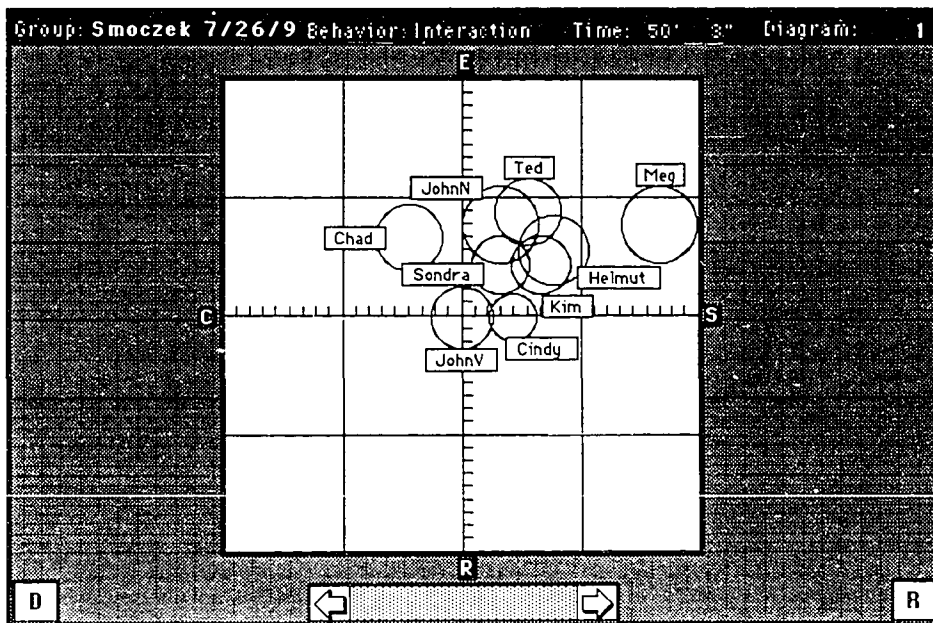 Group: Smoczek 7/26/9 Behavior: Interaction Time: 50' 3" Diagram: 1
E
Ted
Meg
JohnN
Chad
Sondra
Helmut
Kim
C
S
JohnV
Cindy
R
D
R